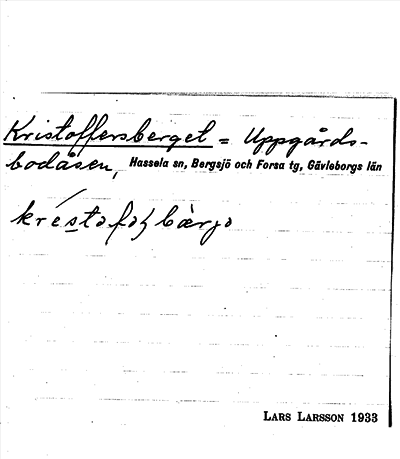 Kristoffersberget = Uppgårds-
bodåsen, Hassela sn, Bergsjö och Forsa tg, Gävleborgs län
LARS LARSSON 1933